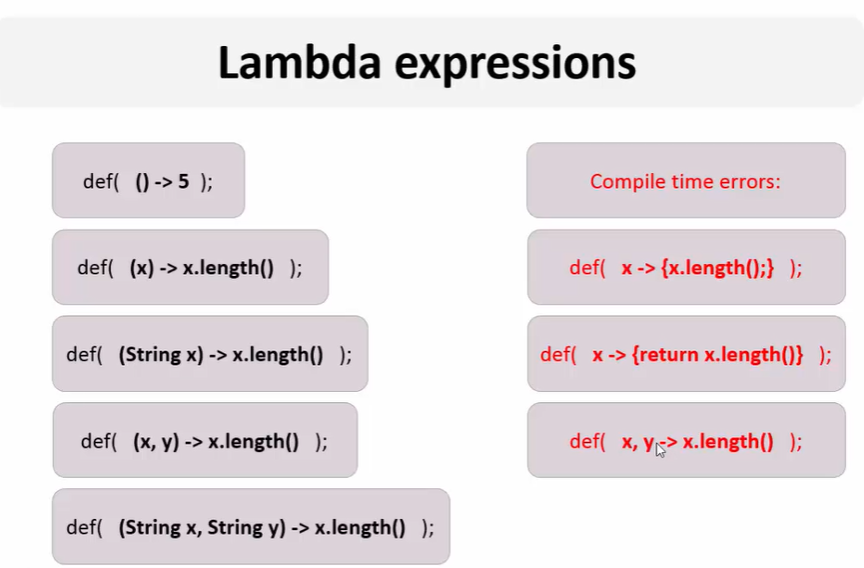 Lambda expressions
def( () -> 5 );
def( (x) -> x.length() );
def( (String x) -> x.length() );
def( (x, y) -> x.length() );
def( (String x, String y) -> x.length() );
Compile time errors:
def( x -> {x.length();} );
def( x -> {return x.length()} );
def( x, y -> x.length() );